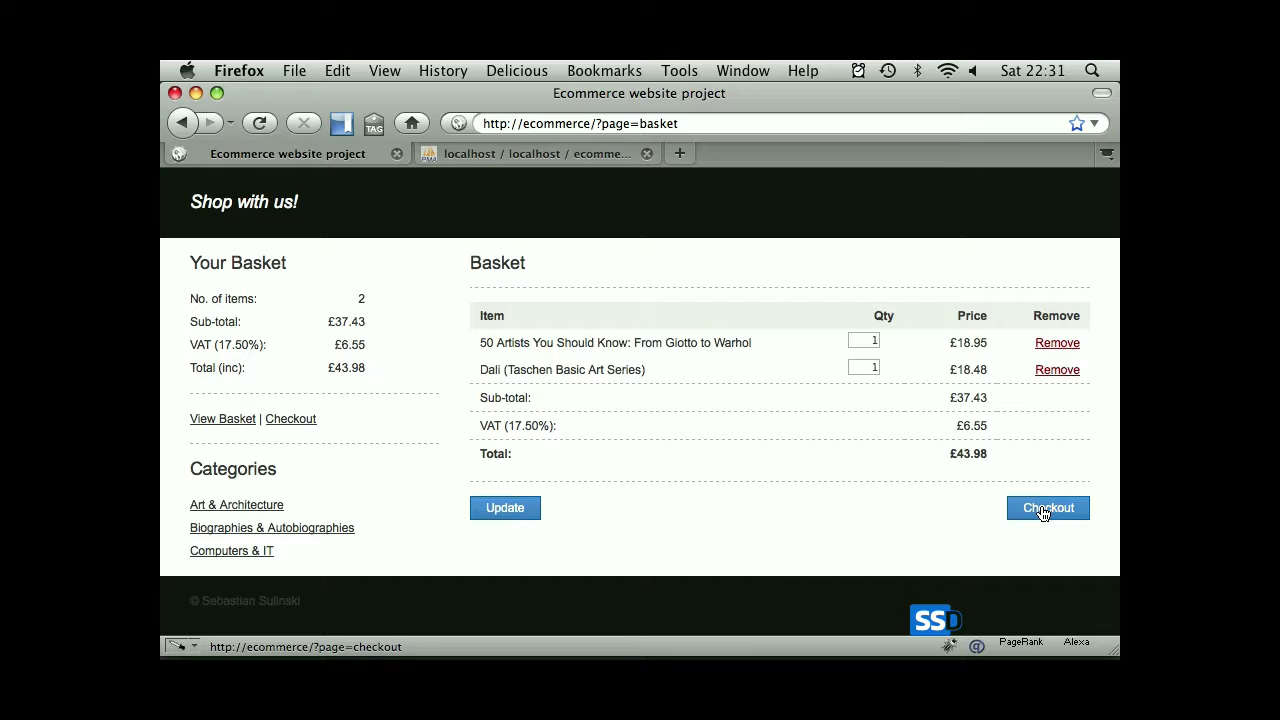 Firefox File Edit View History Delicious Bookmarks Tools Window Help Sat 22:31
Ecommerce website project
TAG http://ecommerce/?page=basket
Ecommerce website project PMA localhost / localhost / ecomme...
Shop with us!
Your Basket
No. of items: 2
Sub-total: £37.43
VAT (17.50%): £6.55
Total (inc): £43.98
View Basket | Checkout
Categories
Art & Architecture
Biographies & Autobiographies
Computers & IT
Basket
Item Qty Price Remove
50 Artists You Should Know: From Giotto to Warhol 1 £18.95 Remove
Dali (Taschen Basic Art Series) 1 £18.48 Remove
Sub-total: £37.43
VAT (17.50%): £6.55
Total: £43.98
Update Checkout
© Sebastian Sulinski
SSD
http://ecommerce/?page=checkout PageRank Alexa